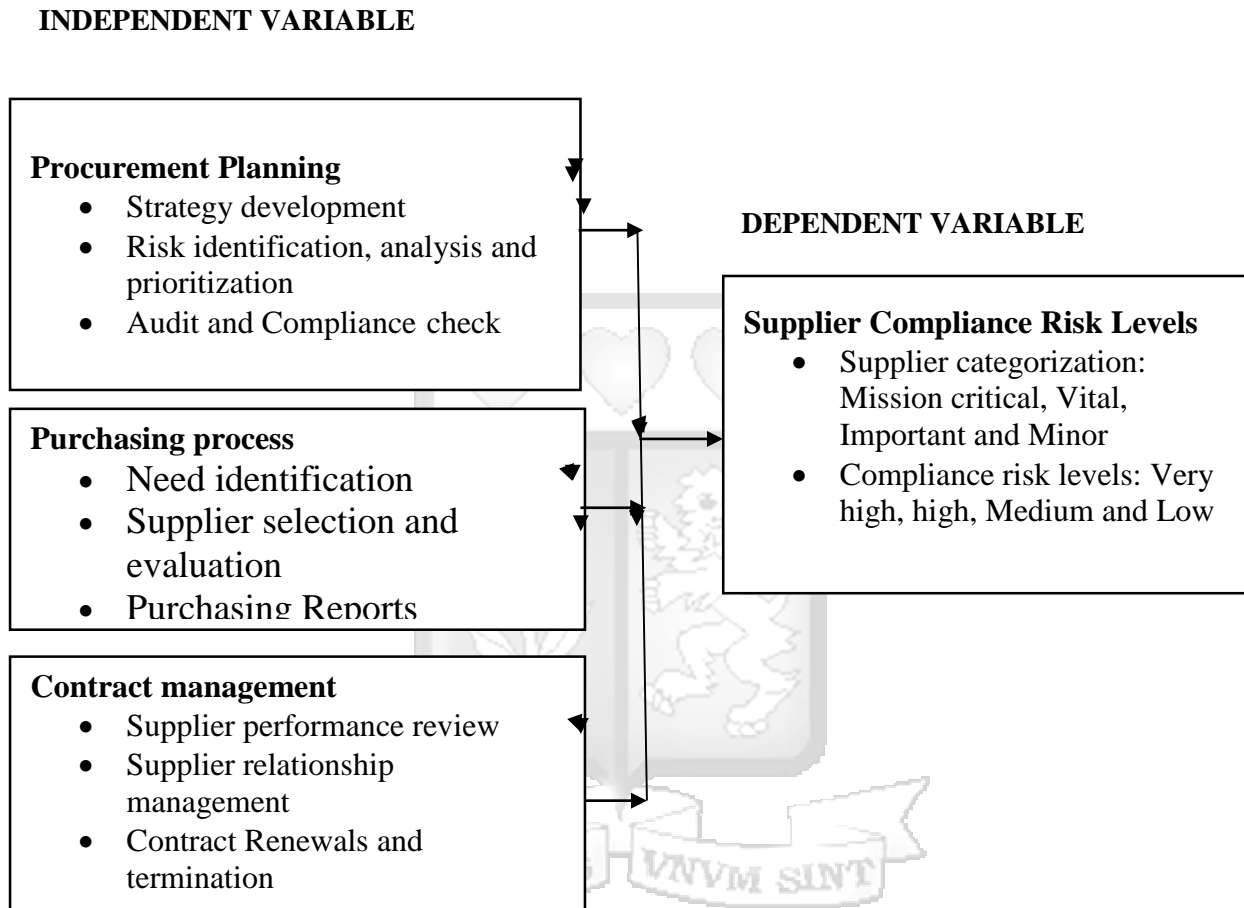 INDEPENDENT VARIABLE
Procurement Planning
• Strategy development
• Risk identification, analysis and
prioritization
• Audit and Compliance check
Purchasing process
• Need identification
• Supplier selection and
evaluation
• Purchasing Reports
Contract management
• Supplier performance review
• Supplier relationship
management
• Contract Renewals and
termination
DEPENDENT VARIABLE
Supplier Compliance Risk Levels
• Supplier categorization:
Mission critical, Vital,
Important and Minor
• Compliance risk levels: Very
high, high, Medium and Low
VNVM SINT